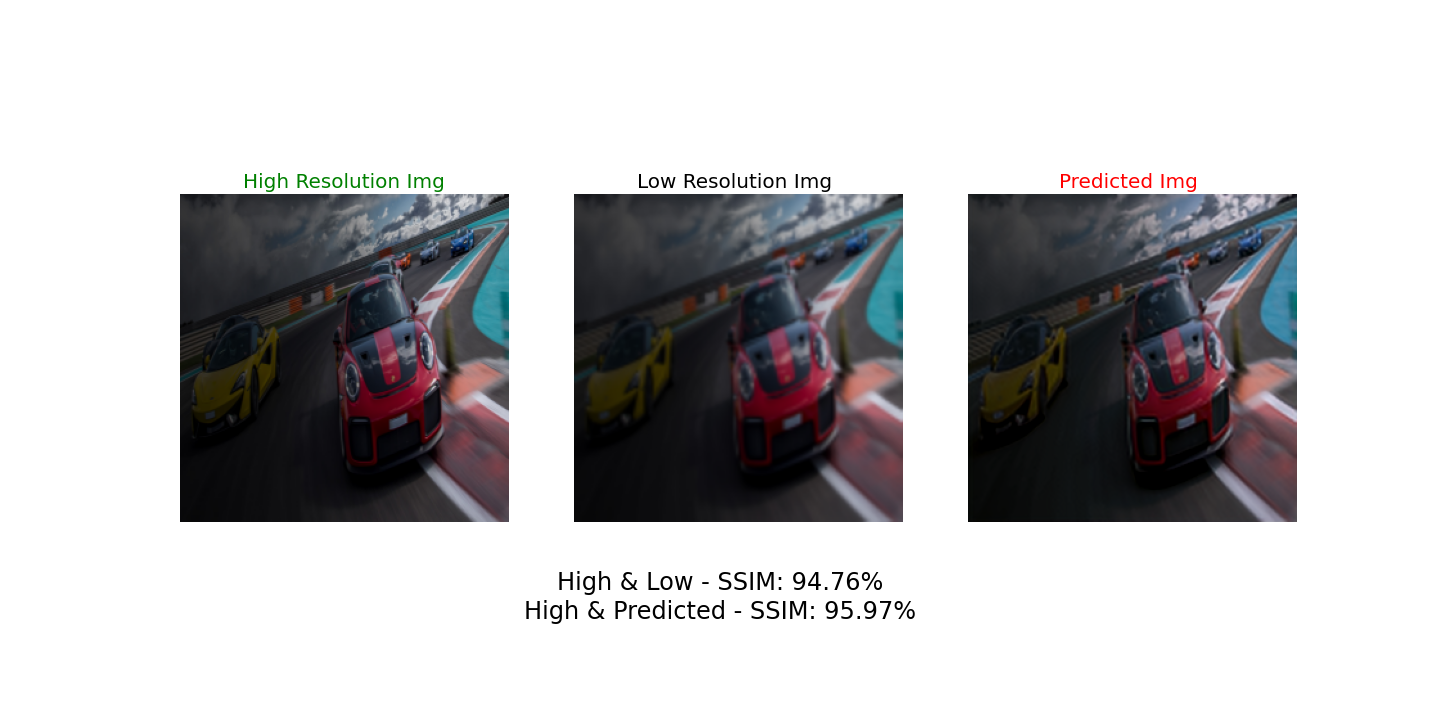 High Resolution Img
Low Resolution Img
Predicted Img
High & Low - SSIM: 94.76%
High & Predicted - SSIM: 95.97%